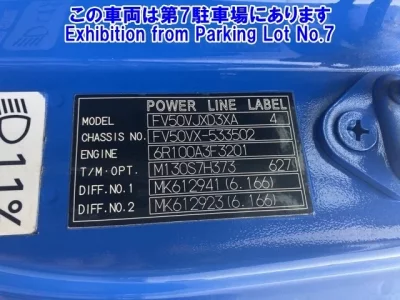 この車両は第7駐車場にあります
Exhibition from Parking Lot No.7
POWER LINE LABEL
MODEL FV50VJXD3XA 4
CHASSIS NO. FV50VX-533502
ENGINE 6R100A3F3201
T/M·OPT. M130S7H373 627
DIFF.NO.1 MK612941(6.166)
DIFF.NO.2 MK612923(6.166)
11%